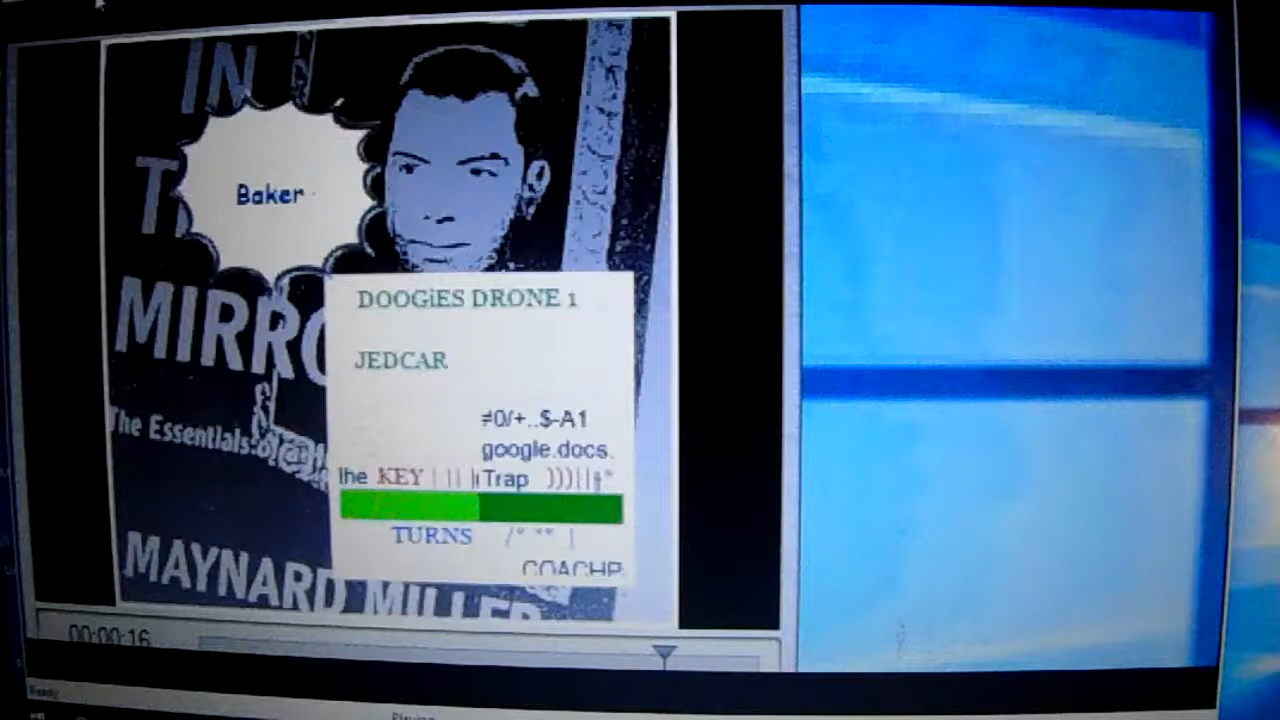 IN
T
Baker
MIRRO
The Essentials
DOOGiES DRONE 1
JEDCAR
≠0/+..$-A1
google.docs.
the KEY | || ||Trap )))||
TURNS /* ** |
COACHP
MAYNARD MILLER
00:00:16
Ready